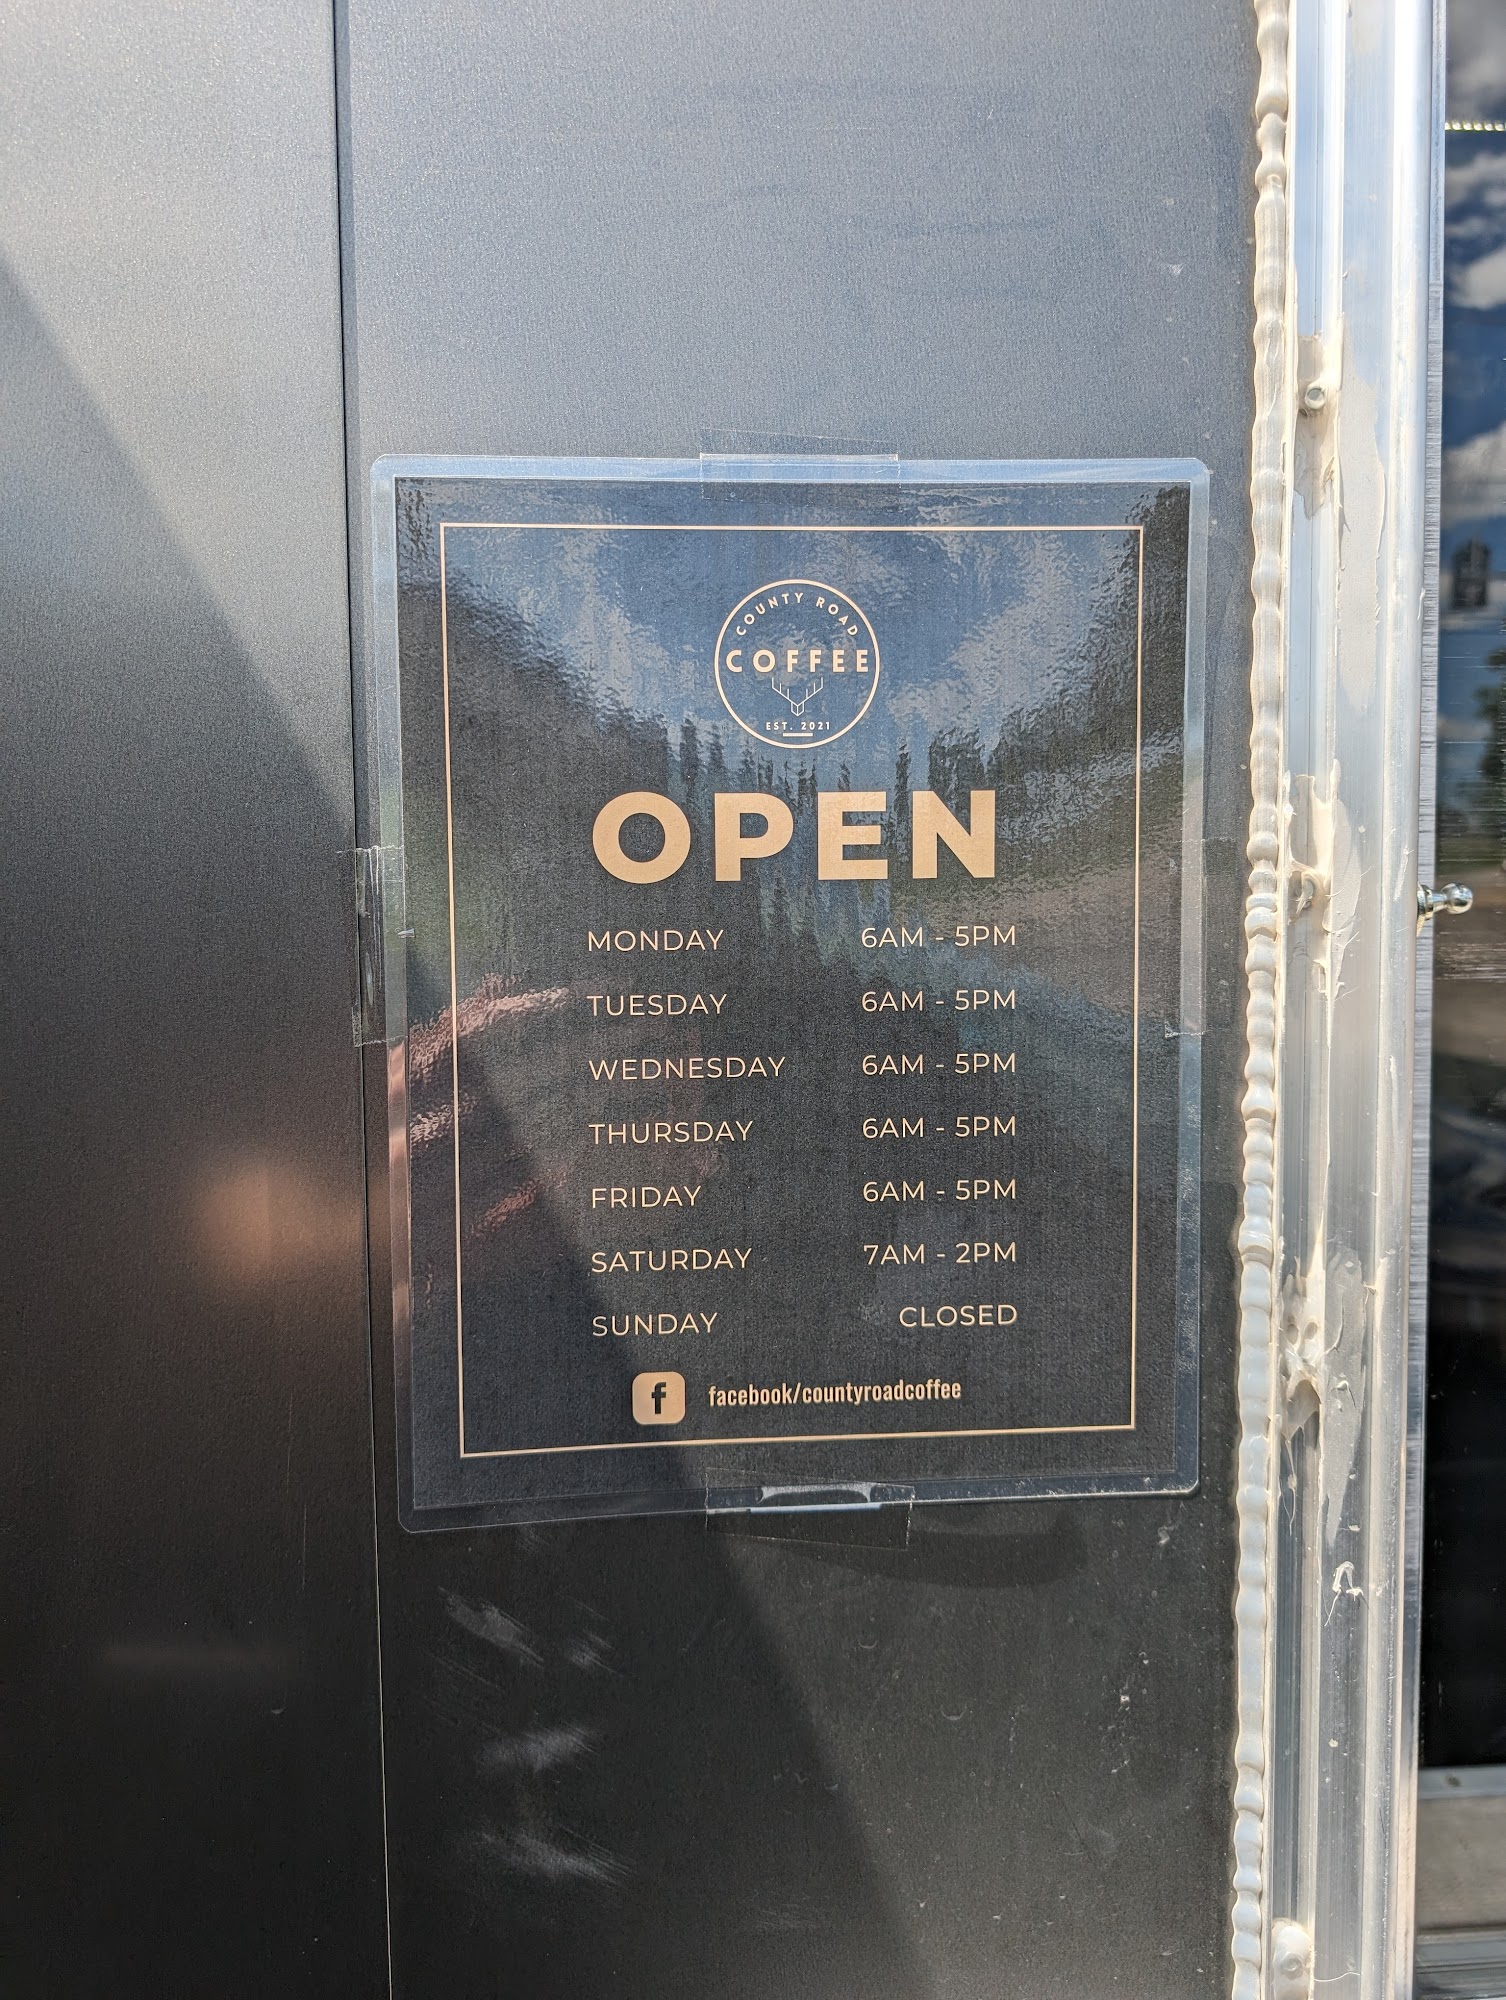 COUNTY ROAD
COFFEE
EST. 2021
OPEN
MONDAY 6AM - 5PM
TUESDAY 6AM - 5PM
WEDNESDAY 6AM - 5PM
THURSDAY 6AM - 5PM
FRIDAY 6AM - 5PM
SATURDAY 7AM - 2PM
SUNDAY CLOSED
f facebook/countyroadcoffee